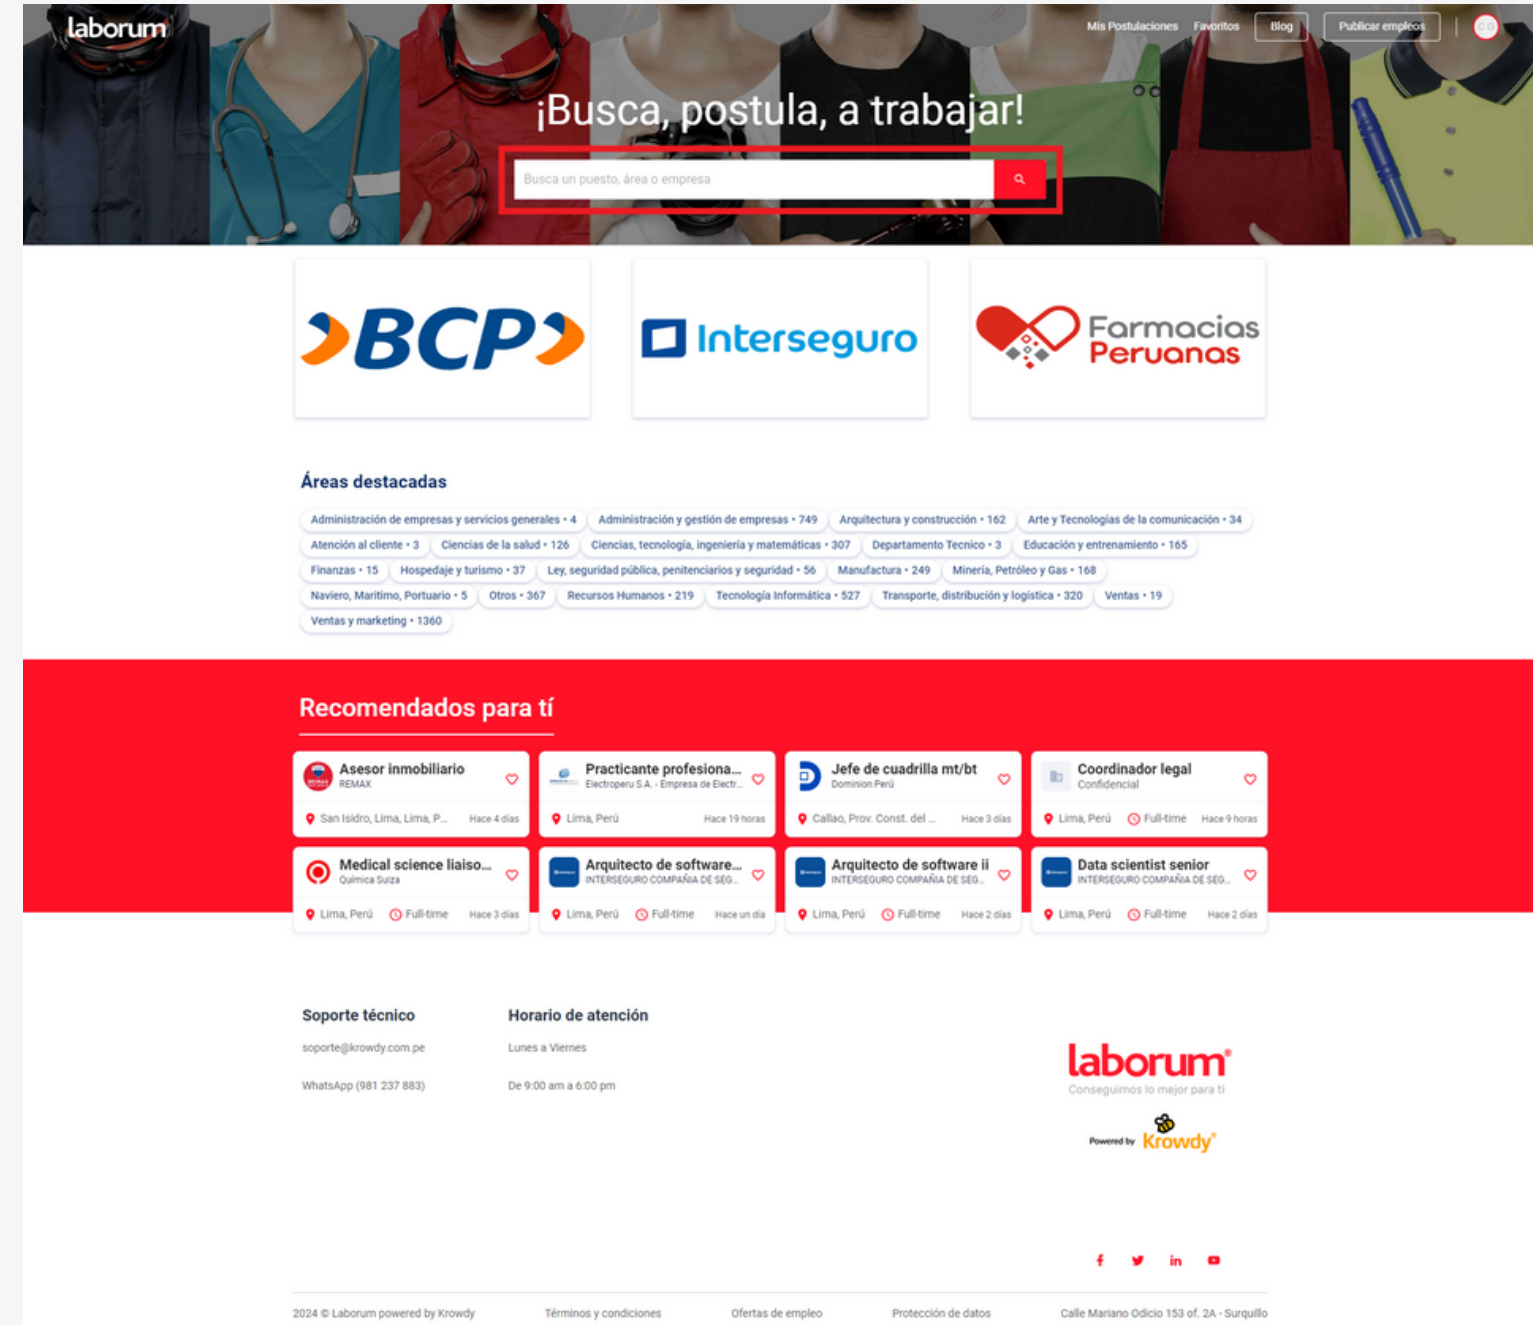 laborum
Mis Postulaciones Favoritos Blog Publicar empleos
¡Busca, postula, a trabajar!
Busca un puesto, área o empresa
BCP Interseguro Farmacias
Peruanas
Áreas destacadas
Administración de empresas y servicios generales • 4 Administración y gestión de empresas • 749 Arquitectura y construcción • 162 Arte y Tecnologías de la comunicación • 34
Atención al cliente • 3 Ciencias de la salud • 126 Ciencias, tecnología, ingeniería y matemáticas • 307 Departamento Tecnico • 3 Educación y entrenamiento • 165
Finanzas • 15 Hospedaje y turismo • 37 Ley, seguridad pública, penitenciarios y seguridad • 56 Manufactura • 249 Minería, Petróleo y Gas • 168
Naviero, Maritimo, Portuario • 5 Otros • 367 Recursos Humanos • 219 Tecnología Informática • 527 Transporte, distribución y logística • 320 Ventas • 19
Ventas y marketing • 1360
Recomendados para tí
Asesor inmobiliario
REMAX
San Isidro, Lima, Lima, P... Hace 4 días
Practicante profesiona...
Electroperu S.A. - Empresa de Electr...
Lima, Perú Hace 19 horas
Jefe de cuadrilla mt/bt
Dominion Perú
Callao, Prov. Const. del ... Hace 3 días
Coordinador legal
Confidencial
Lima, Perú Full-time Hace 9 horas
Medical science liaiso...
Química Suiza
Lima, Perú Full-time Hace 3 días
Arquitecto de software...
INTERSEGURO COMPAÑIA DE SEG...
Lima, Perú Full-time Hace un día
Arquitecto de software ii
INTERSEGURO COMPAÑIA DE SEG...
Lima, Perú Full-time Hace 2 días
Data scientist senior
INTERSEGURO COMPAÑIA DE SEG...
Lima, Perú Full-time Hace 2 días
Soporte técnico
soporte@krowdy.com.pe
WhatsApp (981 237 883)
Horario de atención
Lunes a Viernes
De 9:00 am a 6:00 pm
laborum®
Conseguimos lo mejor para ti
Powered by Krowdy®
2024 © Laborum powered by Krowdy Términos y condiciones Ofertas de empleo Protección de datos Calle Mariano Odicio 153 of. 2A - Surquillo